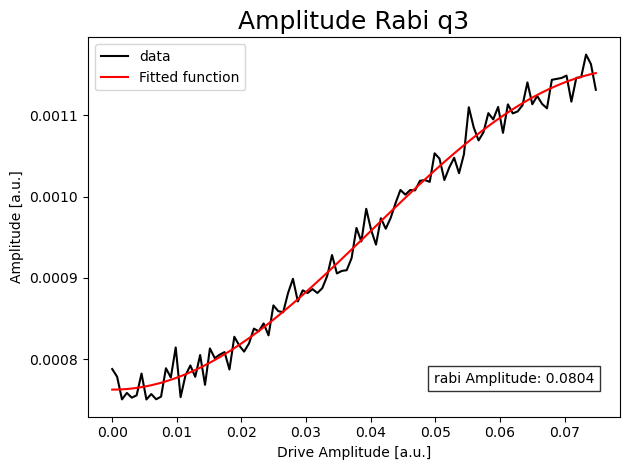 Amplitude Rabi q3
data
Fitted function
0.0011
0.0010
0.0009
0.0008
Amplitude [a.u.]
rabi Amplitude: 0.0804
0.00 0.01 0.02 0.03 0.04 0.05 0.06 0.07
Drive Amplitude [a.u.]